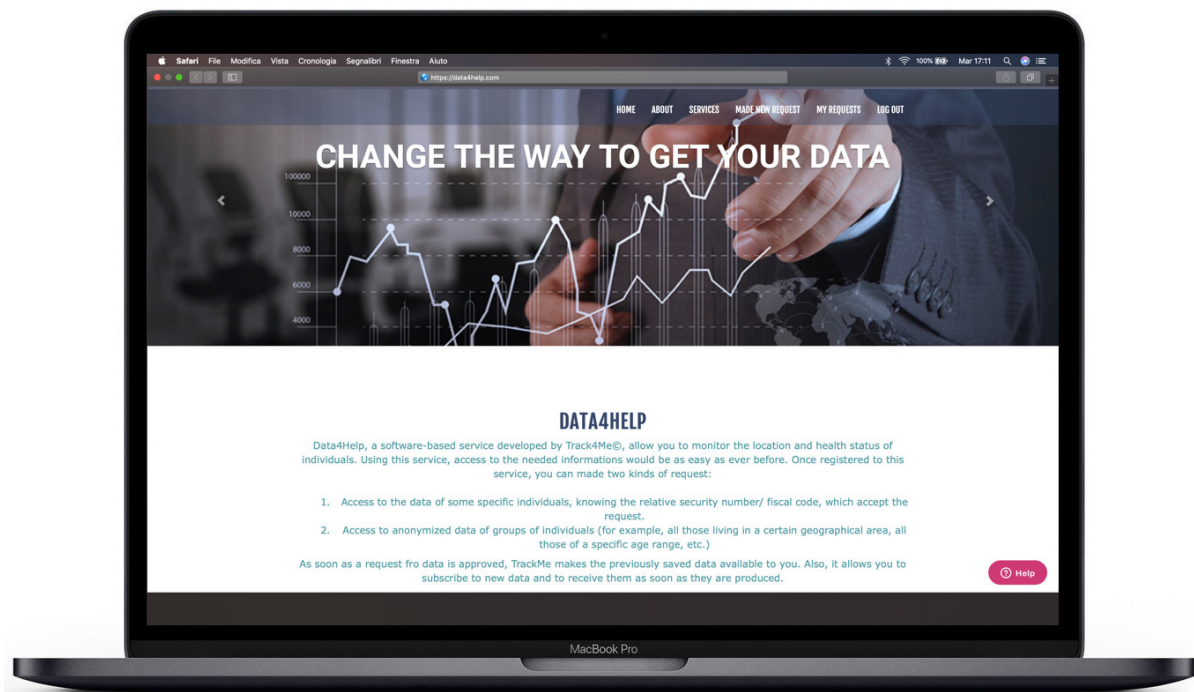 Safari File Modifica Vista Cronologia Segnalibri Finestra Aiuto 100% Mar 17:11
https://data4help.com
HOME ABOUT SERVICES MADE NEW REQUEST MY REQUESTS LOG OUT
CHANGE THE WAY TO GET YOUR DATA
100000
10000
8000
6000
4000
DATA4HELP
Data4Help, a software-based service developed by Track4Me©, allow you to monitor the location and health status of
individuals. Using this service, access to the needed informations would be as easy as ever before. Once registered to this
service, you can made two kinds of request:
1. Access to the data of some specific individuals, knowing the relative security number/ fiscal code, which accept the
request.
2. Access to anonymized data of groups of individuals (for example, all those living in a certain geographical area, all
those of a specific age range, etc.)
As soon as a request fro data is approved, TrackMe makes the previously saved data available to you. Also, it allows you to
subscribe to new data and to receive them as soon as they are produced.
Help
MacBook Pro